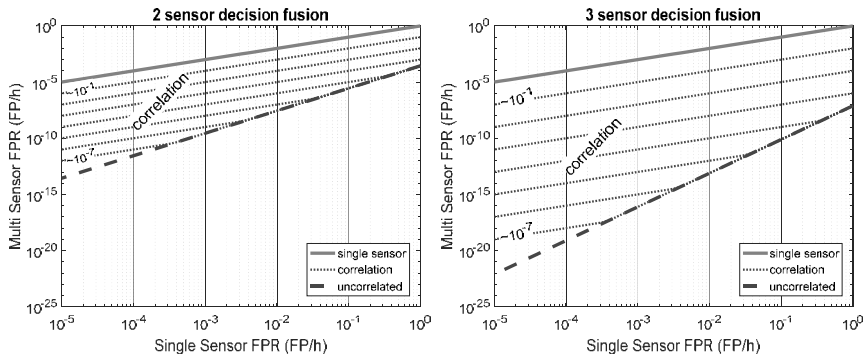 2 sensor decision fusion
Multi Sensor FPR (FP/h)
10^0
10^-5
10^-10
10^-15
10^-20
10^-25
~10^-1
correlation
~10^-7
single sensor
correlation
uncorrelated
10^-5
10^-4
10^-3
10^-2
10^-1
10^0
Single Sensor FPR (FP/h)
3 sensor decision fusion
Multi Sensor FPR (FP/h)
10^0
10^-5
10^-10
10^-15
10^-20
10^-25
~10^-1
correlation
~10^-7
single sensor
correlation
uncorrelated
10^-5
10^-4
10^-3
10^-2
10^-1
10^0
Single Sensor FPR (FP/h)